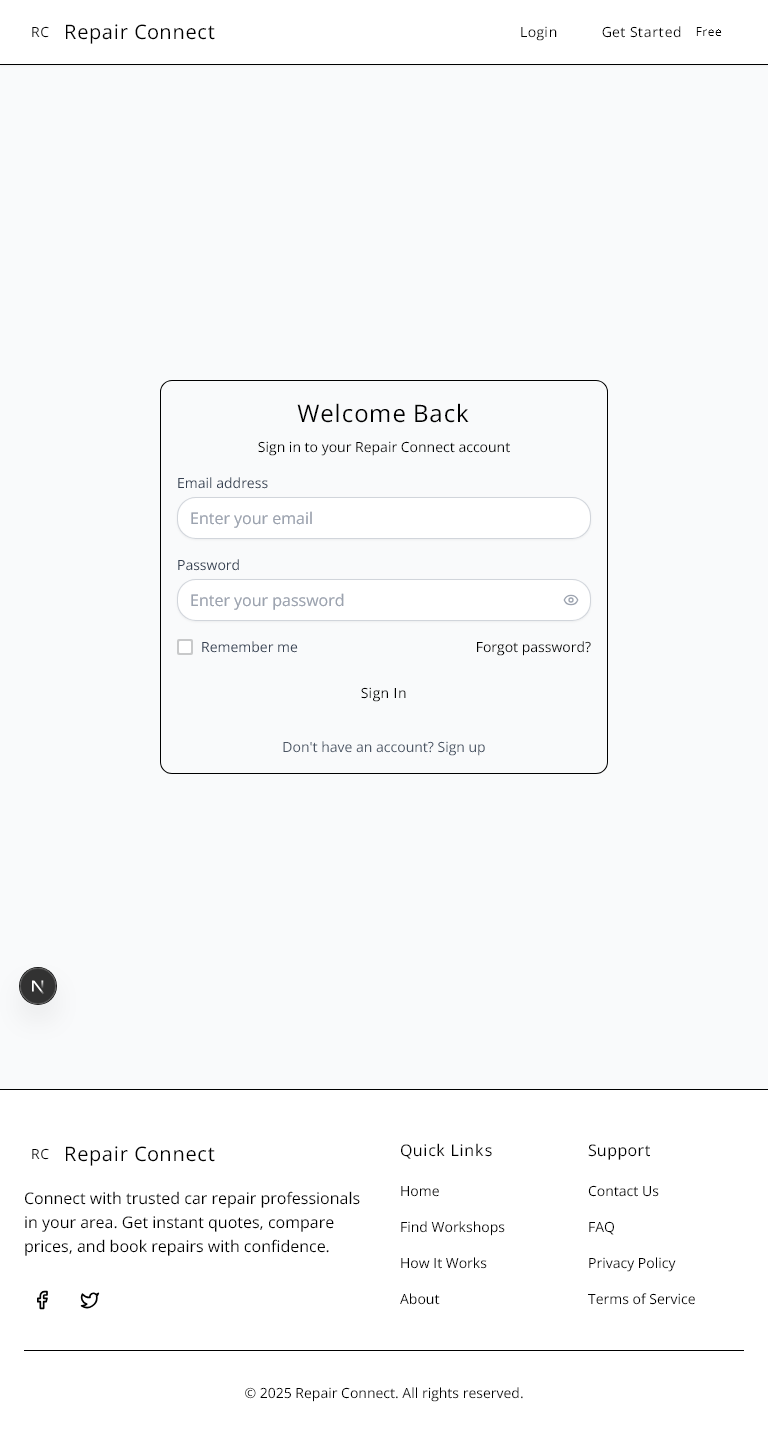 RC Repair Connect Login Get Started Free
Welcome Back
Sign in to your Repair Connect account
Email address
Enter your email
Password
Enter your password
Remember me Forgot password?
Sign In
Don't have an account? Sign up
N
RC Repair Connect
Connect with trusted car repair professionals
in your area. Get instant quotes, compare
prices, and book repairs with confidence.
Quick Links
Home
Find Workshops
How It Works
About
Support
Contact Us
FAQ
Privacy Policy
Terms of Service
© 2025 Repair Connect. All rights reserved.